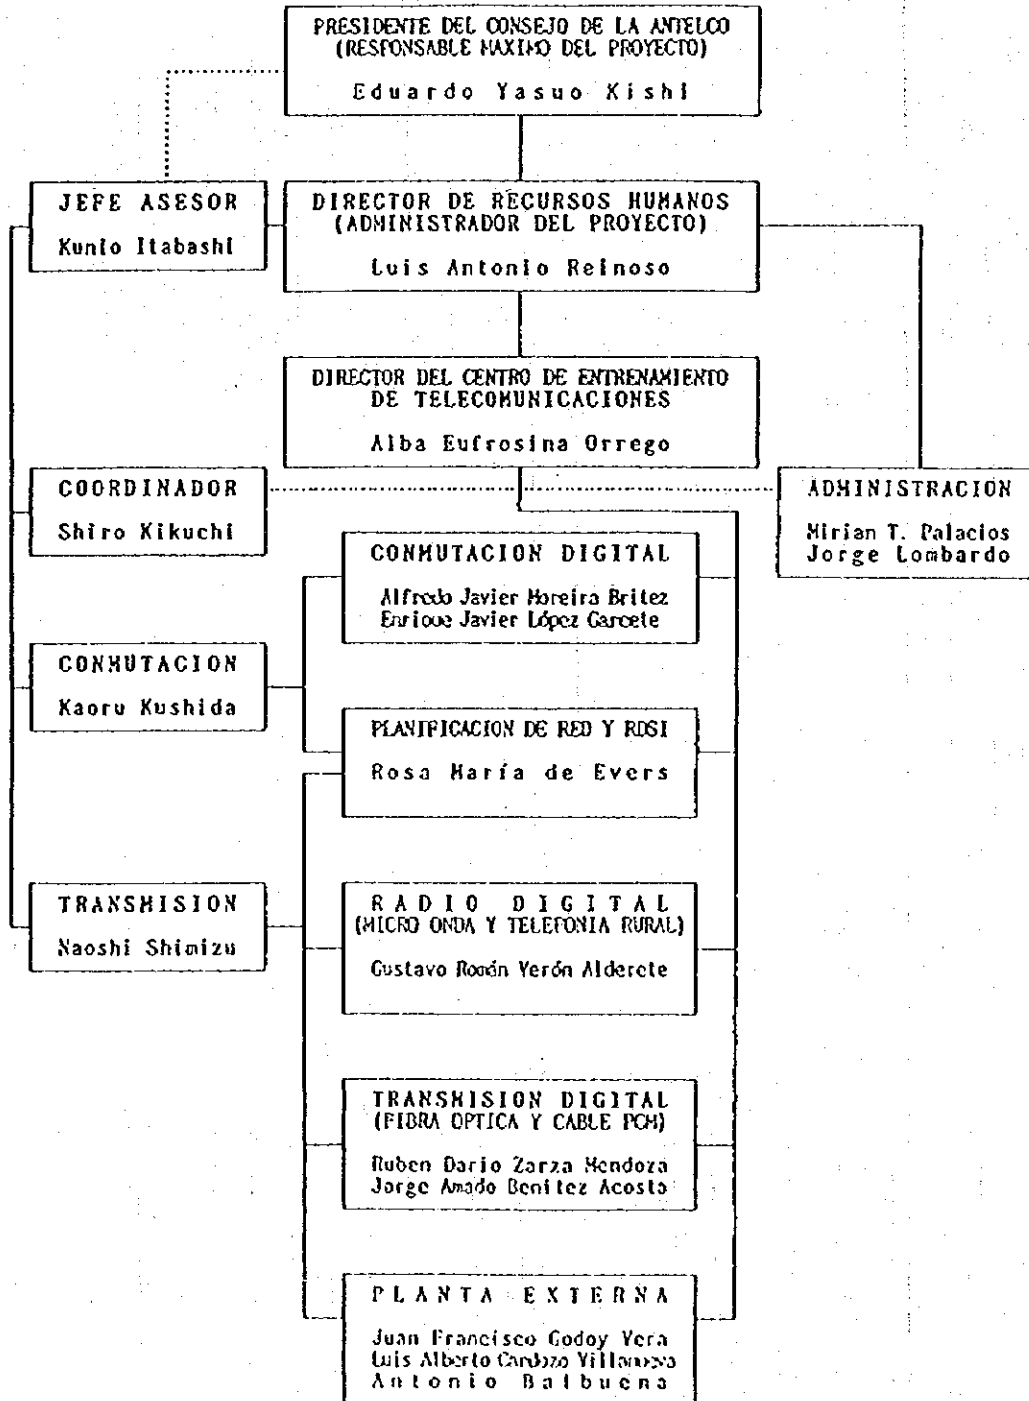 PRESIDENTE DEL CONSEJO DE LA ANTELCO
(RESPONSABLE MAXIMO DEL PROYECTO)
Eduardo Yasuo Kishi
JEFE ASESOR
Kunio Itabashi
DIRECTOR DE RECURSOS HUMANOS
(ADMINISTRADOR DEL PROYECTO)
Luis Antonio Reinoso
DIRECTOR DEL CENTRO DE ENTRENAMIENTO
DE TELECOMUNICACIONES
Alba Eufrosina Orrego
COORDINADOR
Shiro Kikuchi
ADMINISTRACION
Mirian T. Palacios
Jorge Lombardo
CONMUTACION DIGITAL
Alfredo Javier Moreira Britez
Enrique Javier López Garcete
CONMUTACION
Kaoru Kushida
PLANIFICACION DE RED Y RDSI
Rosa María de Evers
TRANSMISION
Naoshi Shimizu
RADIO DIGITAL
(MICRO ONDA Y TELEFONIA RURAL)
Gustavo Román Verón Alderete
TRANSMISION DIGITAL
(FIBRA OPTICA Y CABLE PCM)
Ruben Dario Zarza Mendoza
Jorge Amado Benitez Acosta
PLANTA EXTERNA
Juan Francisco Godoy Vera
Luis Alberto Cardozo Villanueva
Antonio Balbuena